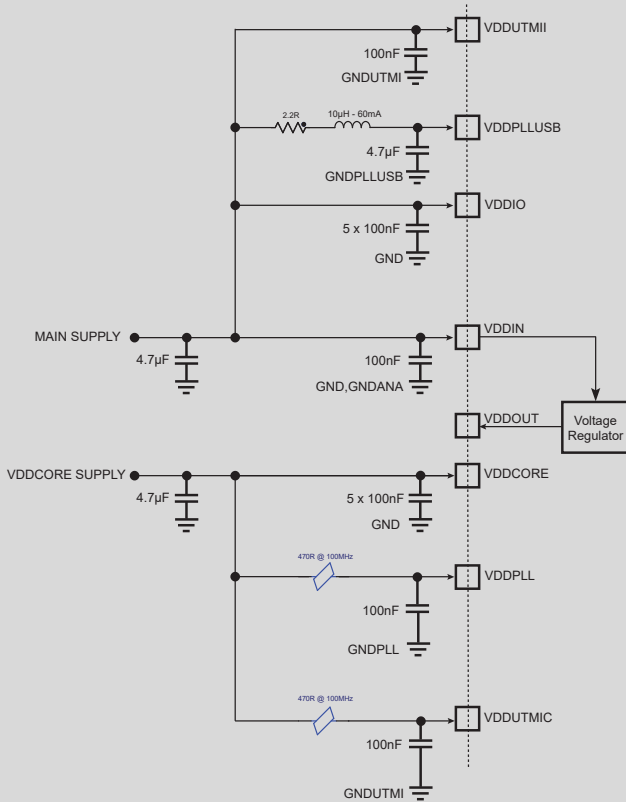 VDDUTMII
100nF
GNDUTMI
2.2R
10µH - 60mA
VDDPLLUSB
4.7µF
GNDPLLUSB
VDDIO
5 x 100nF
GND
MAIN SUPPLY
VDDIN
4.7µF
100nF
GND,GNDANA
VDDOUT
Voltage
Regulator
VDDCORE SUPPLY
VDDCORE
4.7µF
5 x 100nF
GND
470R @ 100MHz
VDDPLL
100nF
GNDPLL
470R @ 100MHz
VDDUTMIC
100nF
GNDUTMI